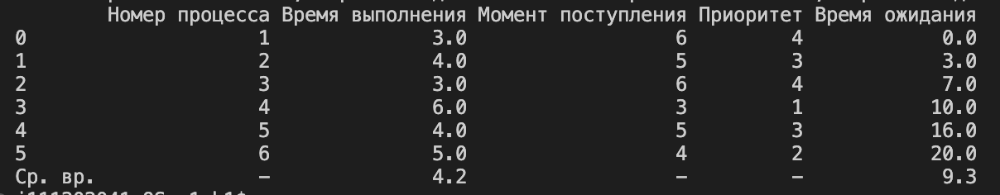 Номер процесса Время выполнения Момент поступления Приоритет Время ожидания
0 1 3.0 6 4 0.0
1 2 4.0 5 3 3.0
2 3 3.0 6 4 7.0
3 4 6.0 3 1 10.0
4 5 4.0 5 3 16.0
5 6 5.0 4 2 20.0
Ср. вр. – 4.2 – – 9.3